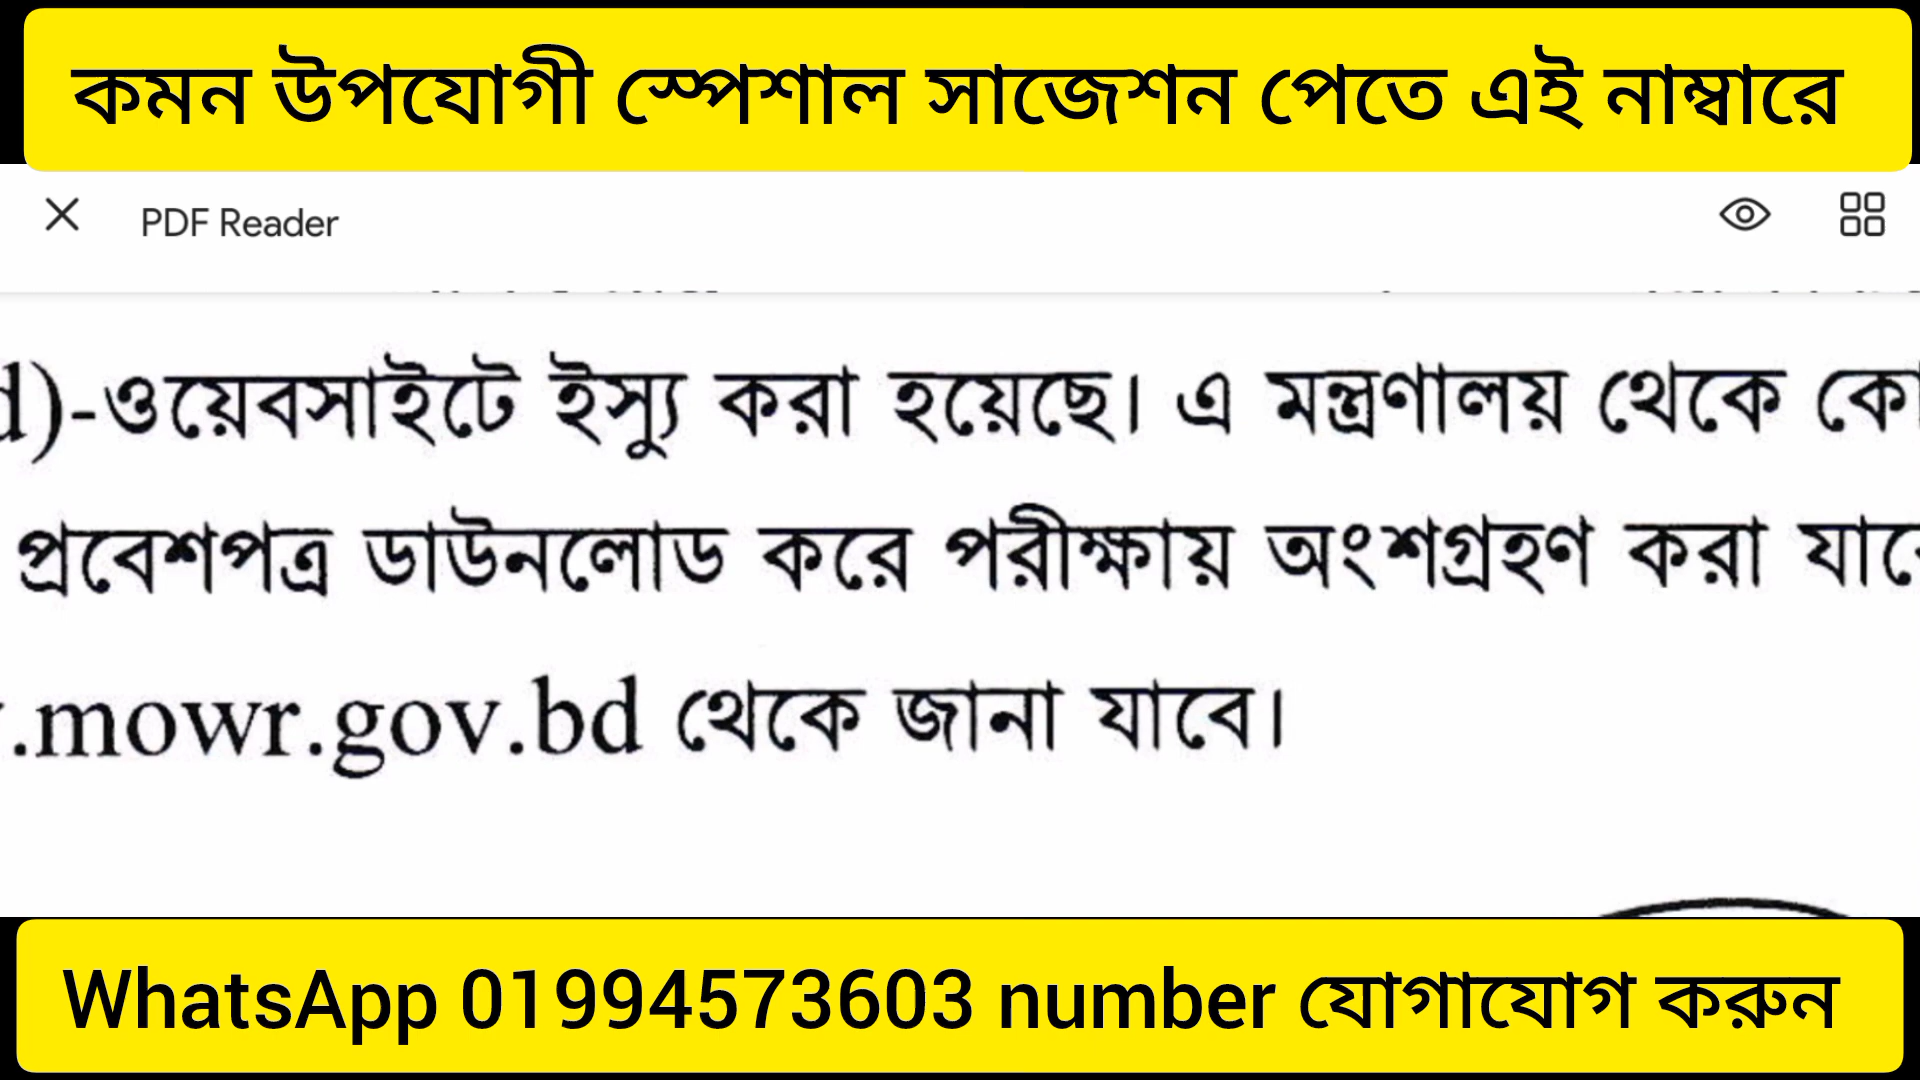 কমন উপযোগী স্পেশাল সাজেশন পেতে এই নাম্বারে
PDF Reader
d)-ওয়েবসাইটে ইস্যু করা হয়েছে। এ মন্ত্রণালয় থেকে
প্রবেশপত্র ডাউনলোড করে পরীক্ষায় অংশগ্রহণ করা
.mowr.gov.bd থেকে জানা যাবে।
WhatsApp 01994573603 number যোগাযোগ করুন